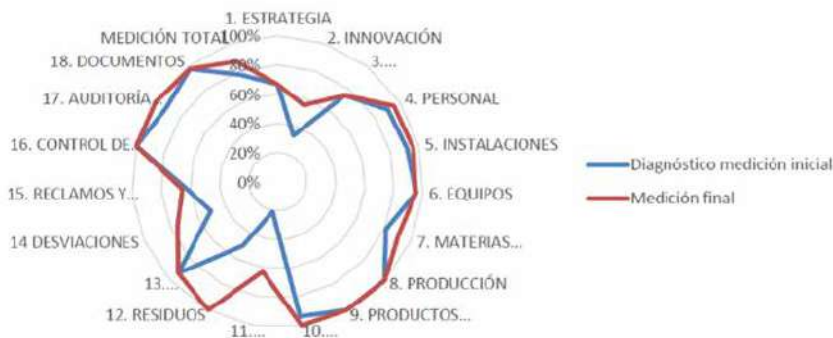 1. ESTRATEGIA
MEDICIÓN TOTAL
100%
2. INNOVACIÓN
18. DOCUMENTOS
80%
3....
17. AUDITORÍA...
60%
4. PERSONAL
40%
16. CONTROL DE...
20%
5. INSTALACIONES
0%
15. RECLAMOS Y...
6. EQUIPOS
14 DESVIACIONES
7. MATERIAS...
13....
8. PRODUCCIÓN
12. RESIDUOS
9. PRODUCTOS...
11....
10....
Diagnóstico medición inicial
Medición final